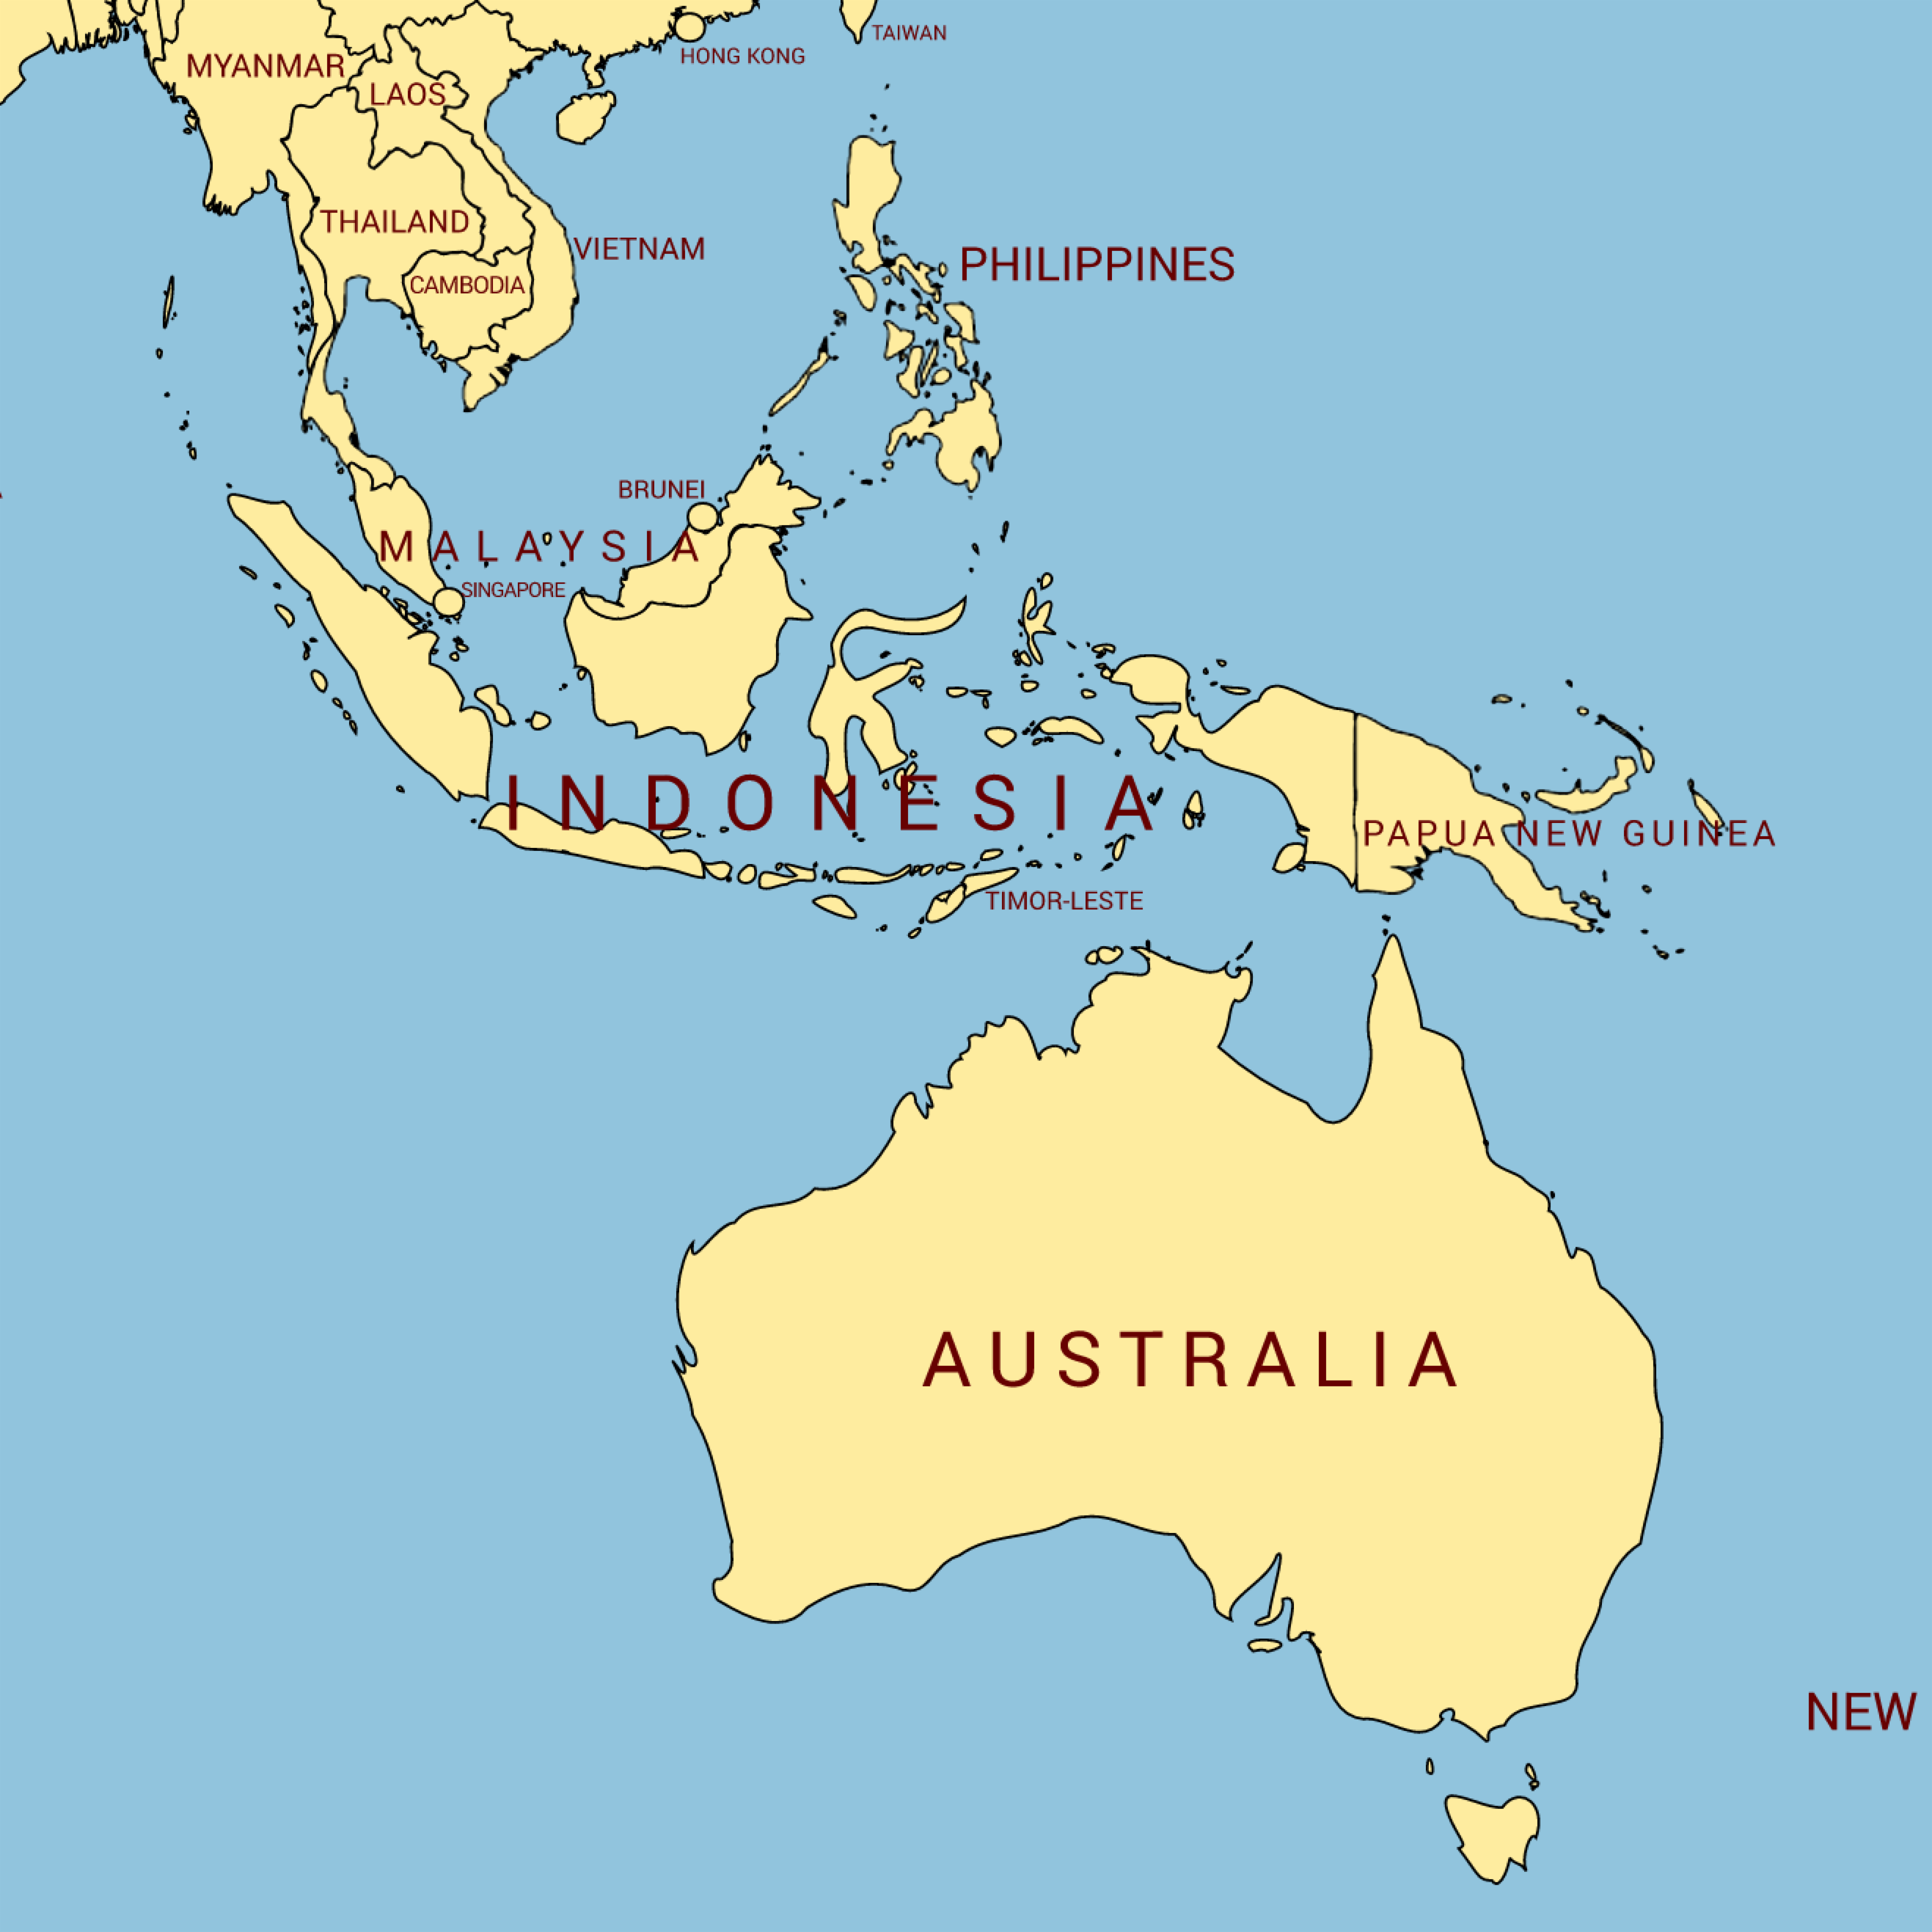 TAIWAN
HONG KONG
MYANMAR
LAOS
THAILAND
VIETNAM
PHILIPPINES
CAMBODIA
BRUNEI
MALAYSIA
SINGAPORE
INDONESIA
PAPUA NEW GUINEA
TIMOR-LESTE
AUSTRALIA
NEW